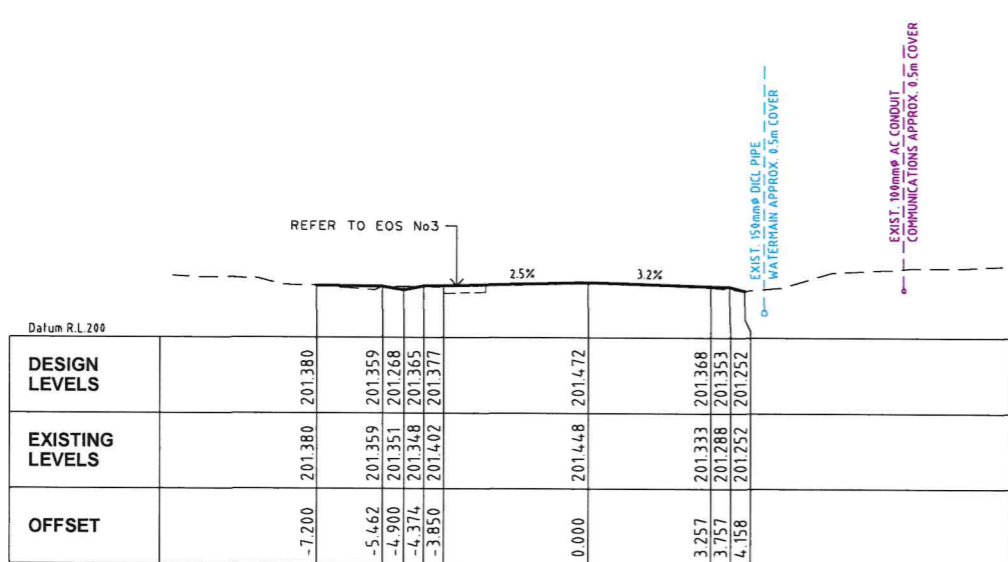 EXIST. 150mmø DICL PIPE
WATERMAIN APPROX. 0.5m COVER
EXIST. 100mmø AC CONDUIT
COMMUNICATIONS APPROX. 0.5m COVER
REFER TO EOS No3
2.5%
3.2%
Datum R.L.200
DESIGN
LEVELS
201.380
201.359
201.268
201.365
201.377
201.472
201.368
201.353
201.252
EXISTING
LEVELS
201.380
201.359
201.351
201.348
201.402
201.448
201.333
201.288
201.252
OFFSET
-7.200
-5.462
-4.900
-4.374
-3.850
0.000
3.257
3.757
4.158